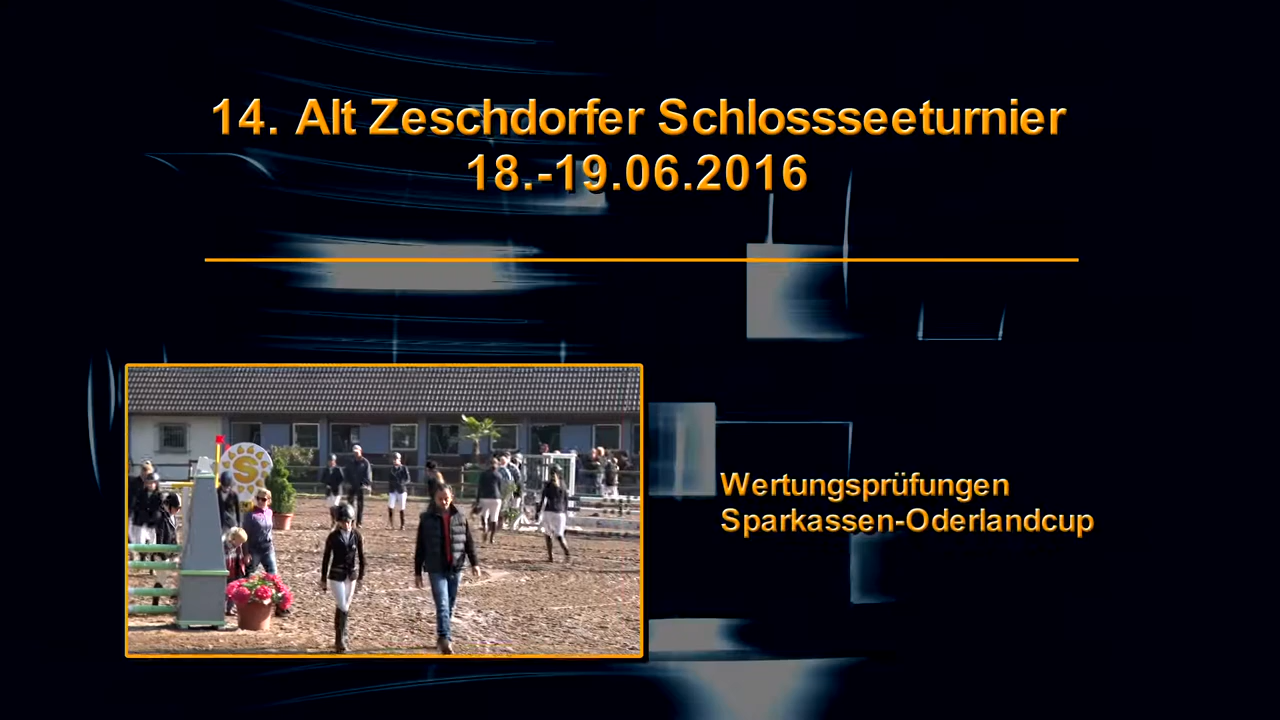 14. Alt Zeschdorfer Schlossseeturnier
18.-19.06.2016
S
Wertungsprüfungen
Sparkassen-Oderlandcup